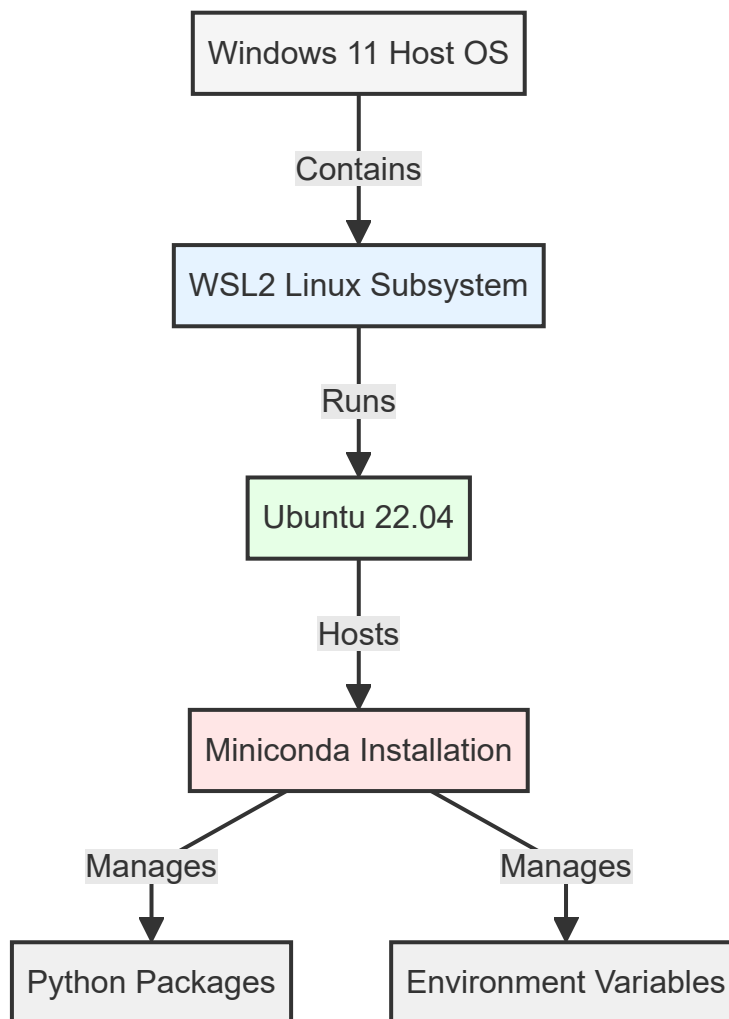 Windows 11 Host OS
Contains
WSL2 Linux Subsystem
Runs
Ubuntu 22.04
Hosts
Miniconda Installation
Manages
Manages
Python Packages
Environment Variables